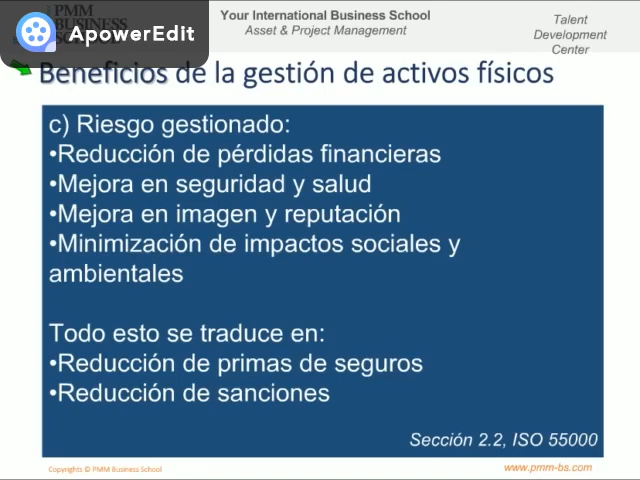 PMM
BUSINESS
ApowerEdit
Your International Business School
Asset & Project Management
Talent
Development
Center
Beneficios de la gestión de activos físicos
c) Riesgo gestionado:
•Reducción de pérdidas financieras
•Mejora en seguridad y salud
•Mejora en imagen y reputación
•Minimización de impactos sociales y
ambientales
Todo esto se traduce en:
•Reducción de primas de seguros
•Reducción de sanciones
Sección 2.2, ISO 55000
Copyrights © PMM Business School
www.pmm-bs.com